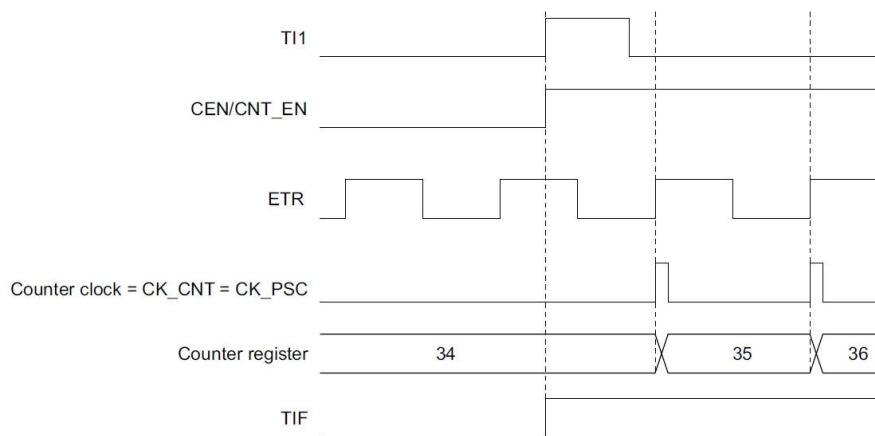 TI1
CEN/CNT_EN
ETR
Counter clock = CK_CNT = CK_PSC
Counter register 34 35 36
TIF